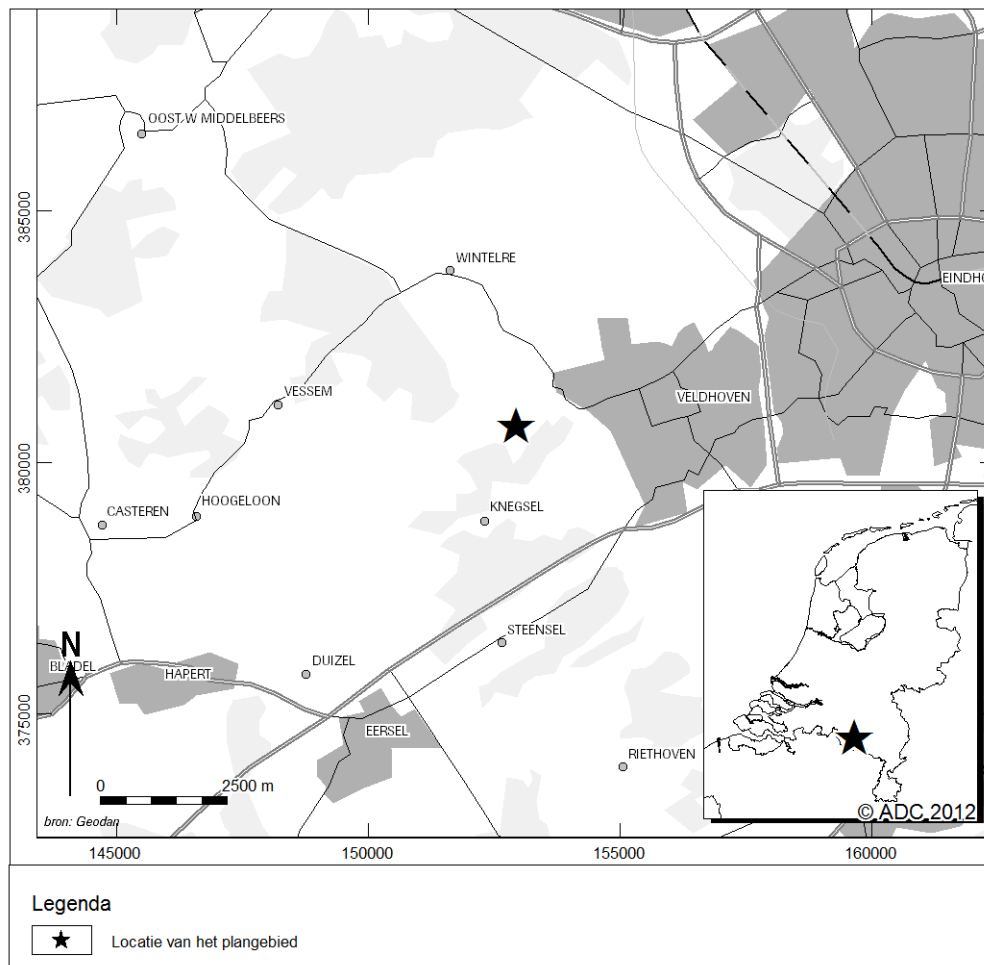 OOST W MIDDELBEERS
385000
WINTELRE
EINDHO
VESSEM
VELDHOVEN
380000
HOOGELOON
CASTEREN
KNEGSEL
STEENSEL
N
BLADEL
HAPERT
DUIZEL
375000
EERSEL
RIETHOVEN
0 2500 m
bron: Geodan
© ADC 2012
145000 150000 155000 160000
Legenda
Locatie van het plangebied